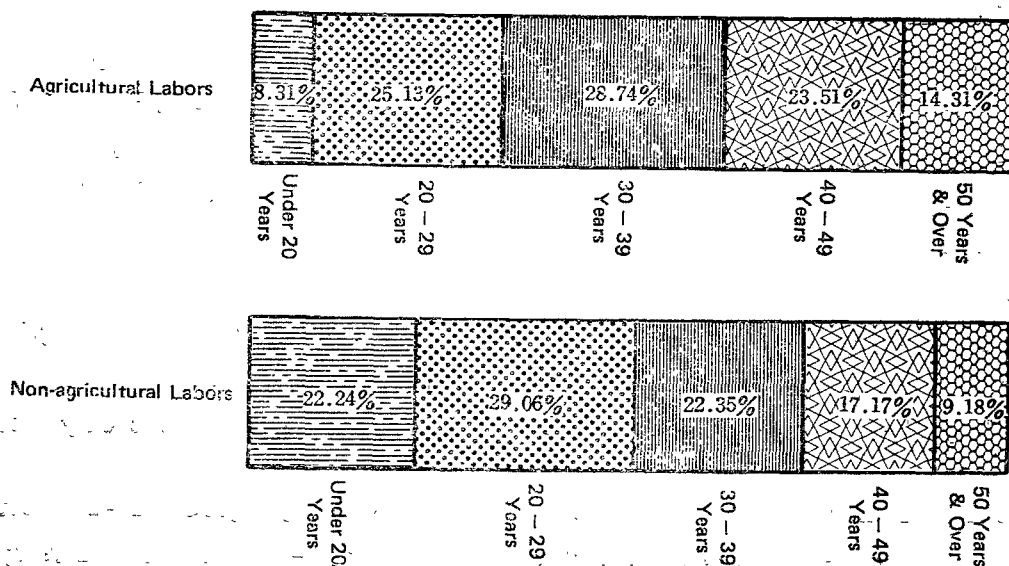 Agricultural Labors
8.31%
25.13%
28.74%
23.51%
14.31%
Under 20
Years
20 – 29
Years
30 – 39
Years
40 – 49
Years
50 Years
& Over
Non-agricultural Labors
22.24%
29.06%
22.35%
17.17%
9.18%
Under 20
Years
20 – 29
Years
30 – 39
Years
40 – 49
Years
50 Years
& Over